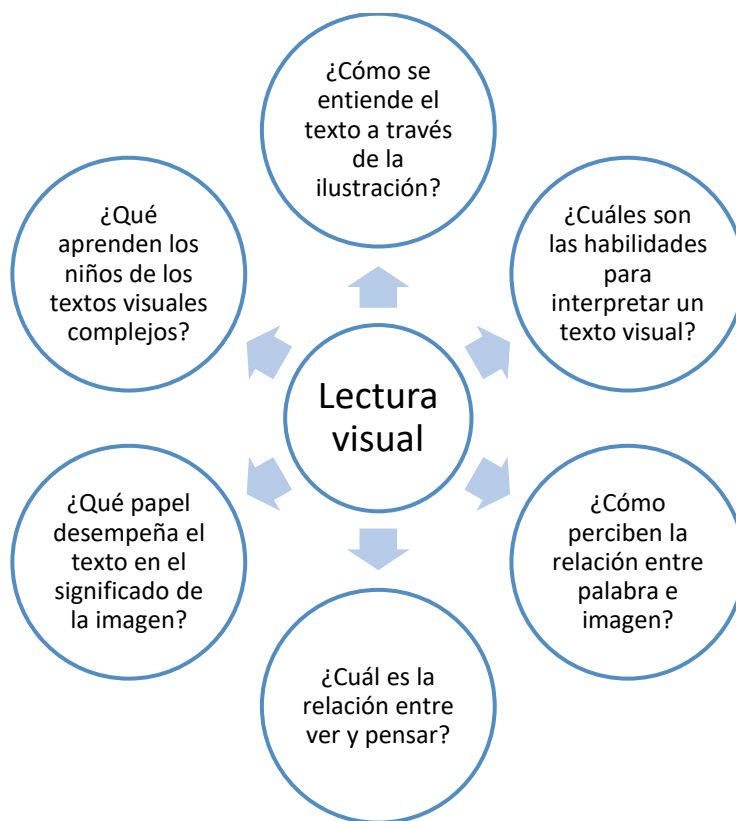 ¿Cómo se
entiende el
texto a través
de la
ilustración?
¿Qué
aprenden los
niños de los
textos visuales
complejos?
¿Cuáles son
las habilidades
para
interpretar un
texto visual?
Lectura
visual
¿Qué papel
desempeña el
texto en el
significado de
la imagen?
¿Cómo
perciben la
relación entre
palabra e
imagen?
¿Cuál es la
relación entre
ver y pensar?